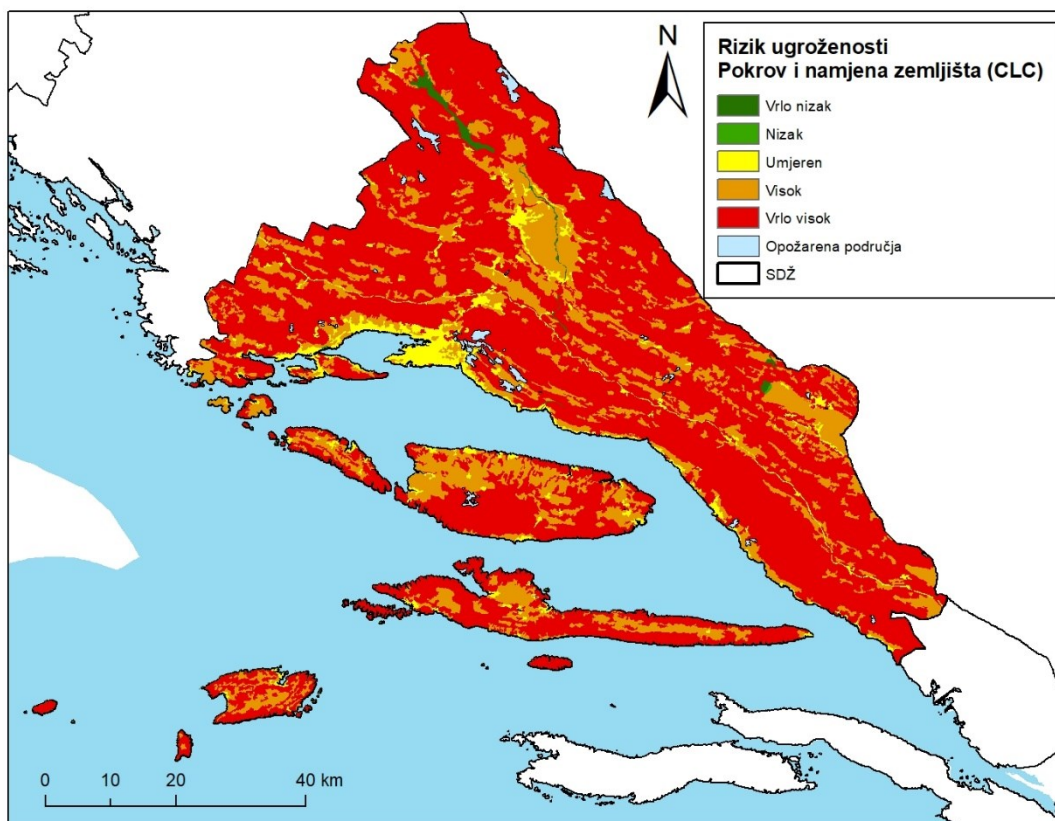 N
Rizik ugroženosti
Pokrov i namjena zemljišta (CLC)
Vrlo nizak
Nizak
Umjeren
Visok
Vrlo visok
Opožarena područja
SDŽ
0 10 20 40 km